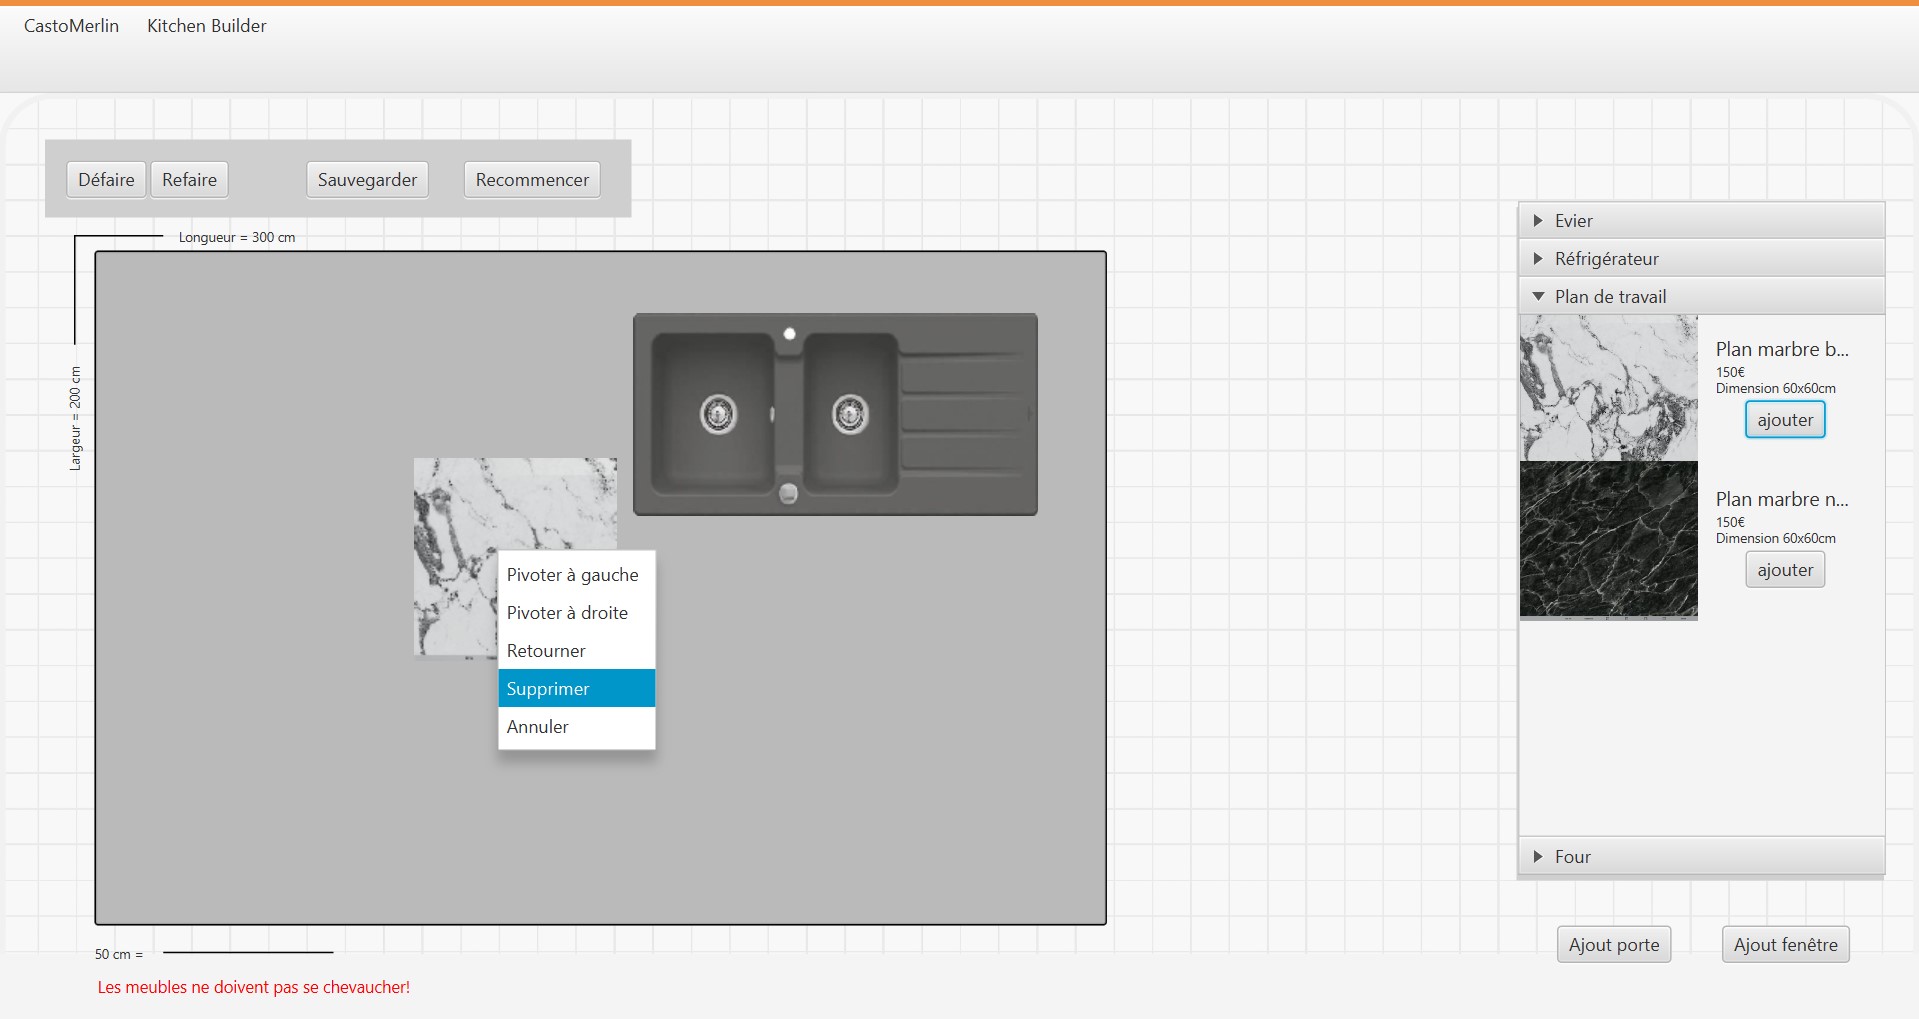 CastoMerlin Kitchen Builder
Défaire Refaire Sauvegarder Recommencer
Longueur = 300 cm
Largeur = 200 cm
Pivoter à gauche
Pivoter à droite
Retourner
Supprimer
Annuler
50 cm =
Les meubles ne doivent pas se chevaucher!
Evier
Réfrigérateur
Plan de travail
Plan marbre b...
150€
Dimension 60x60cm
ajouter
Plan marbre n...
150€
Dimension 60x60cm
ajouter
Four
Ajout porte Ajout fenêtre